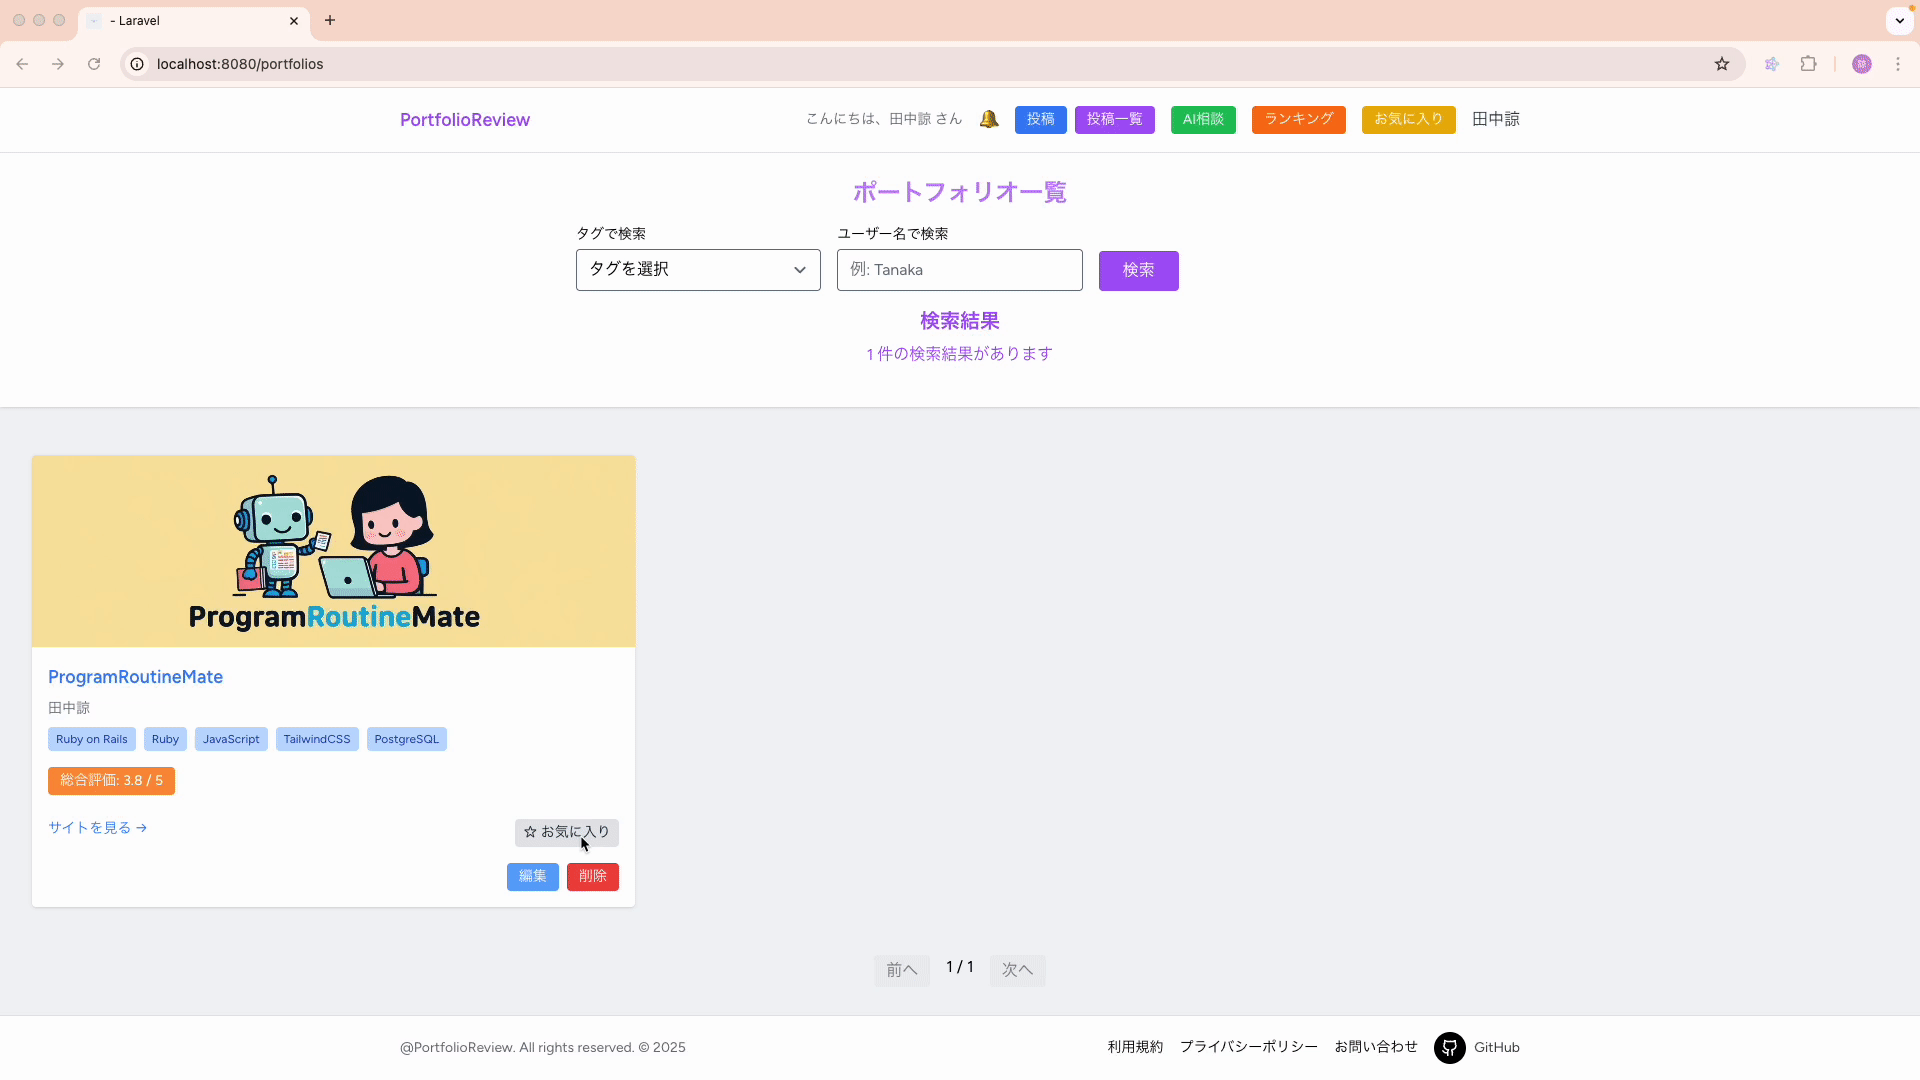 - Laravel
localhost:8080/portfolios
PortfolioReview
こんにちは、田中諒 さん
投稿
投稿一覧
AI相談
ランキング
お気に入り
田中諒
ポートフォリオ一覧
タグで検索
ユーザー名で検索
タグを選択
例: Tanaka
検索
検索結果
1 件の検索結果があります
ProgramRoutineMate
ProgramRoutineMate
田中諒
Ruby on Rails
Ruby
JavaScript
TailwindCSS
PostgreSQL
総合評価: 3.8 / 5
サイトを見る →
☆ お気に入り
編集
削除
前へ
1 / 1
次へ
@PortfolioReview. All rights reserved. © 2025
利用規約
プライバシーポリシー
お問い合わせ
GitHub